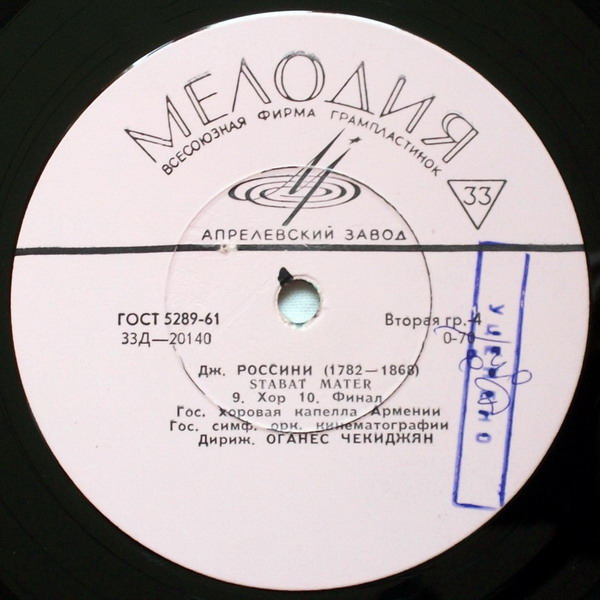 МЕЛОДИЯ
ВСЕСОЮЗНАЯ ФИРМА ГРАМПЛАСТИНОК
33
АПРЕЛЕВСКИЙ ЗАВОД
ГОСТ 5289-61
Вторая гр.-4
33Д—20140
0-70
Дж. РОССИНИ (1782—1868)
STABAT MATER
9. Хор 10. Финал
Гос. хоровая капелла Армении
Гос. симф. орк. кинематографии
Дириж. ОГАНЕС ЧЕКИДЖЯН
УЦЕНЕНО